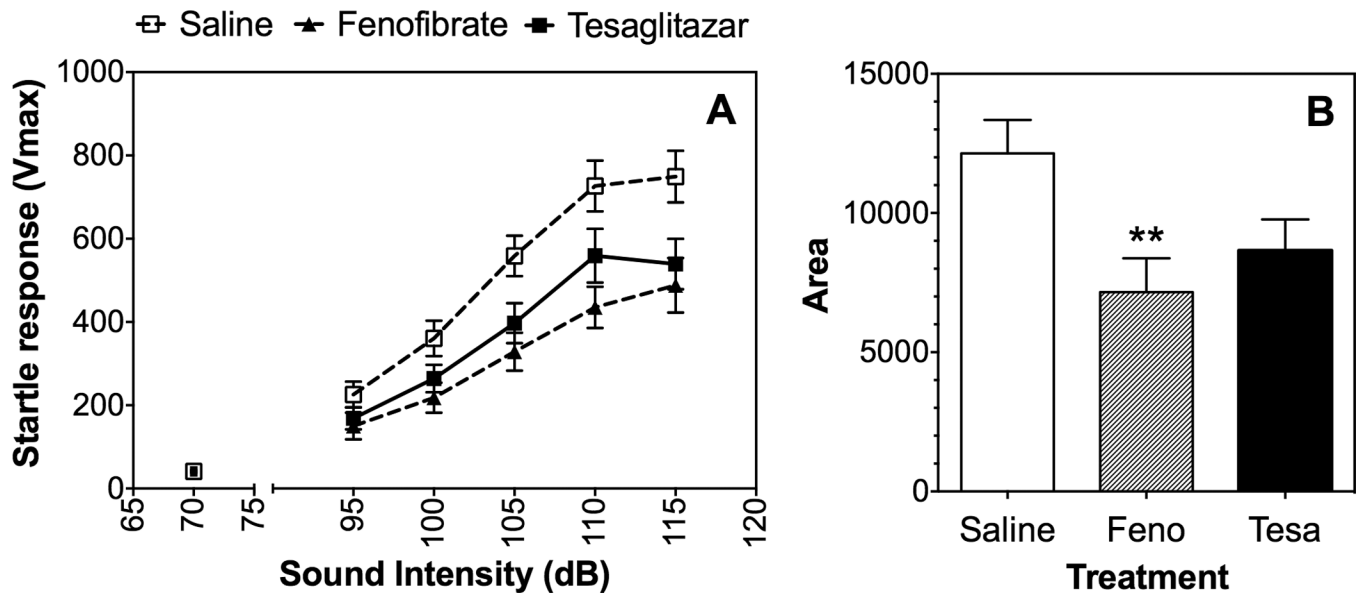 Saline Fenofibrate Tesaglitazar
A
Startle response (Vmax)
1000
800
600
400
200
0
65 70 75 95 100 105 110 115 120
Sound Intensity (dB)
B
Area
15000
10000
5000
0
**
Saline Feno Tesa
Treatment